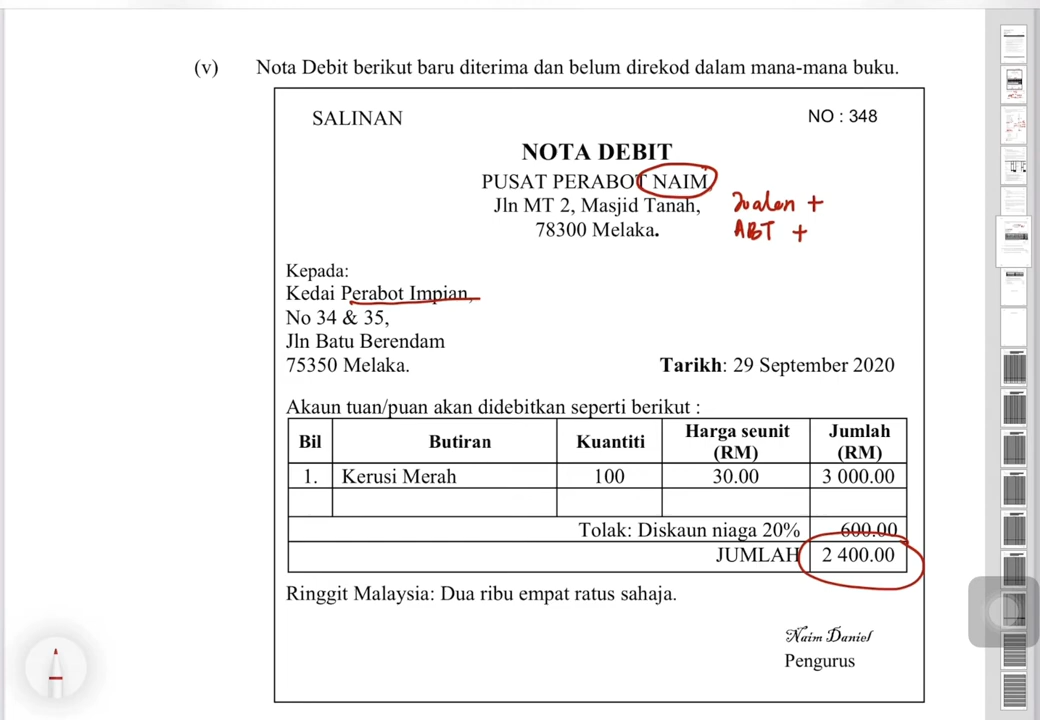 (v) Nota Debit berikut baru diterima dan belum direkod dalam mana-mana buku.
SALINAN NO : 348
NOTA DEBIT
PUSAT PERABOT NAIM,
Jln MT 2, Masjid Tanah,
78300 Melaka.
Jualan +
ABT +
Kepada:
Kedai Perabot Impian,
No 34 & 35,
Jln Batu Berendam
75350 Melaka. Tarikh: 29 September 2020
Akaun tuan/puan akan didebitkan seperti berikut :
Bil Butiran Kuantiti Harga seunit (RM) Jumlah (RM)
1. Kerusi Merah 100 30.00 3 000.00
Tolak: Diskaun niaga 20% 600.00
JUMLAH 2 400.00
Ringgit Malaysia: Dua ribu empat ratus sahaja.
Naim Daniel
Pengurus